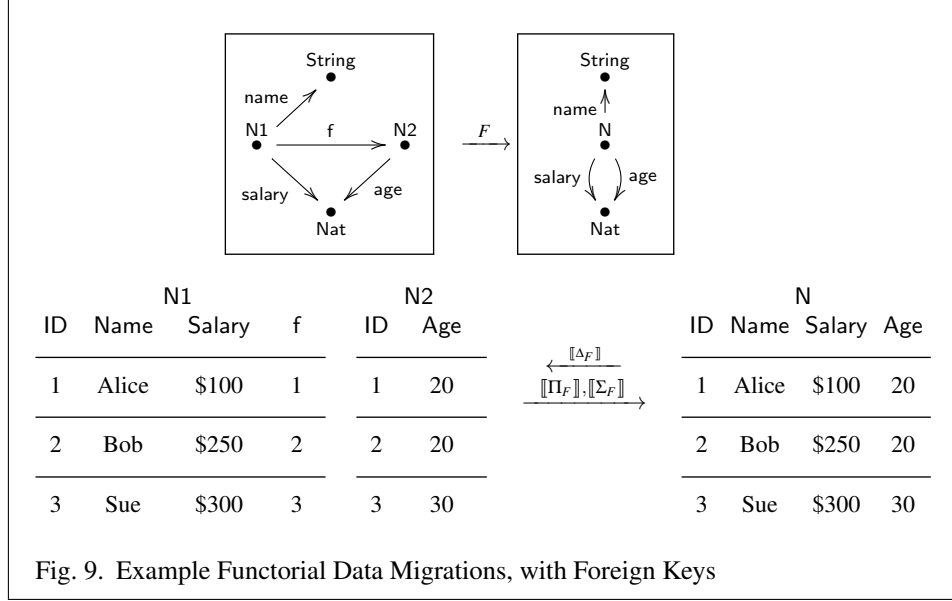 String
name
N1 f N2
salary age
Nat
F
String
name
N
salary age
Nat
N1
ID Name Salary f
1 Alice $100 1
2 Bob $250 2
3 Sue $300 3
N2
ID Age
1 20
2 20
3 30
⟦Δ_F⟧
⟦Π_F⟧,⟦Σ_F⟧
N
ID Name Salary Age
1 Alice $100 20
2 Bob $250 20
3 Sue $300 30
Fig. 9. Example Functorial Data Migrations, with Foreign Keys